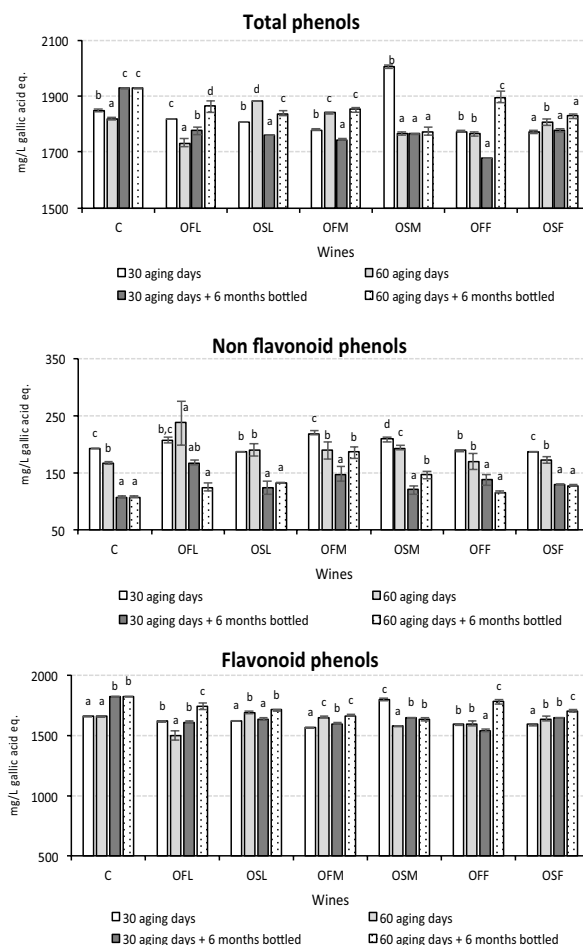 Total phenols
mg/L gallic acid eq.
2100
1900
1700
1500
b a c c c a b d b d a c b c a c b a a a b b a c a b a a
C OFL OSL OFM OSM OFF OSF
Wines
30 aging days 60 aging days
30 aging days + 6 months bottled 60 aging days + 6 months bottled
Non flavonoid phenols
mg/L gallic acid eq.
350
250
150
50
c b a a b,c a ab a b b a a c b a b d c a b b b a a c b a a
C OFL OSL OFM OSM OFF OSF
Wines
30 aging days 60 aging days
30 aging days + 6 months bottled 60 aging days + 6 months bottled
Flavonoid phenols
mg/L gallic acid eq.
2000
1500
1000
500
a a b b b a b c a b a b a c b c c a b b b b a c a b b c
C OFL OSL OFM OSM OFF OSF
Wines
30 aging days 60 aging days
30 aging days + 6 months bottled 60 aging days + 6 months bottled